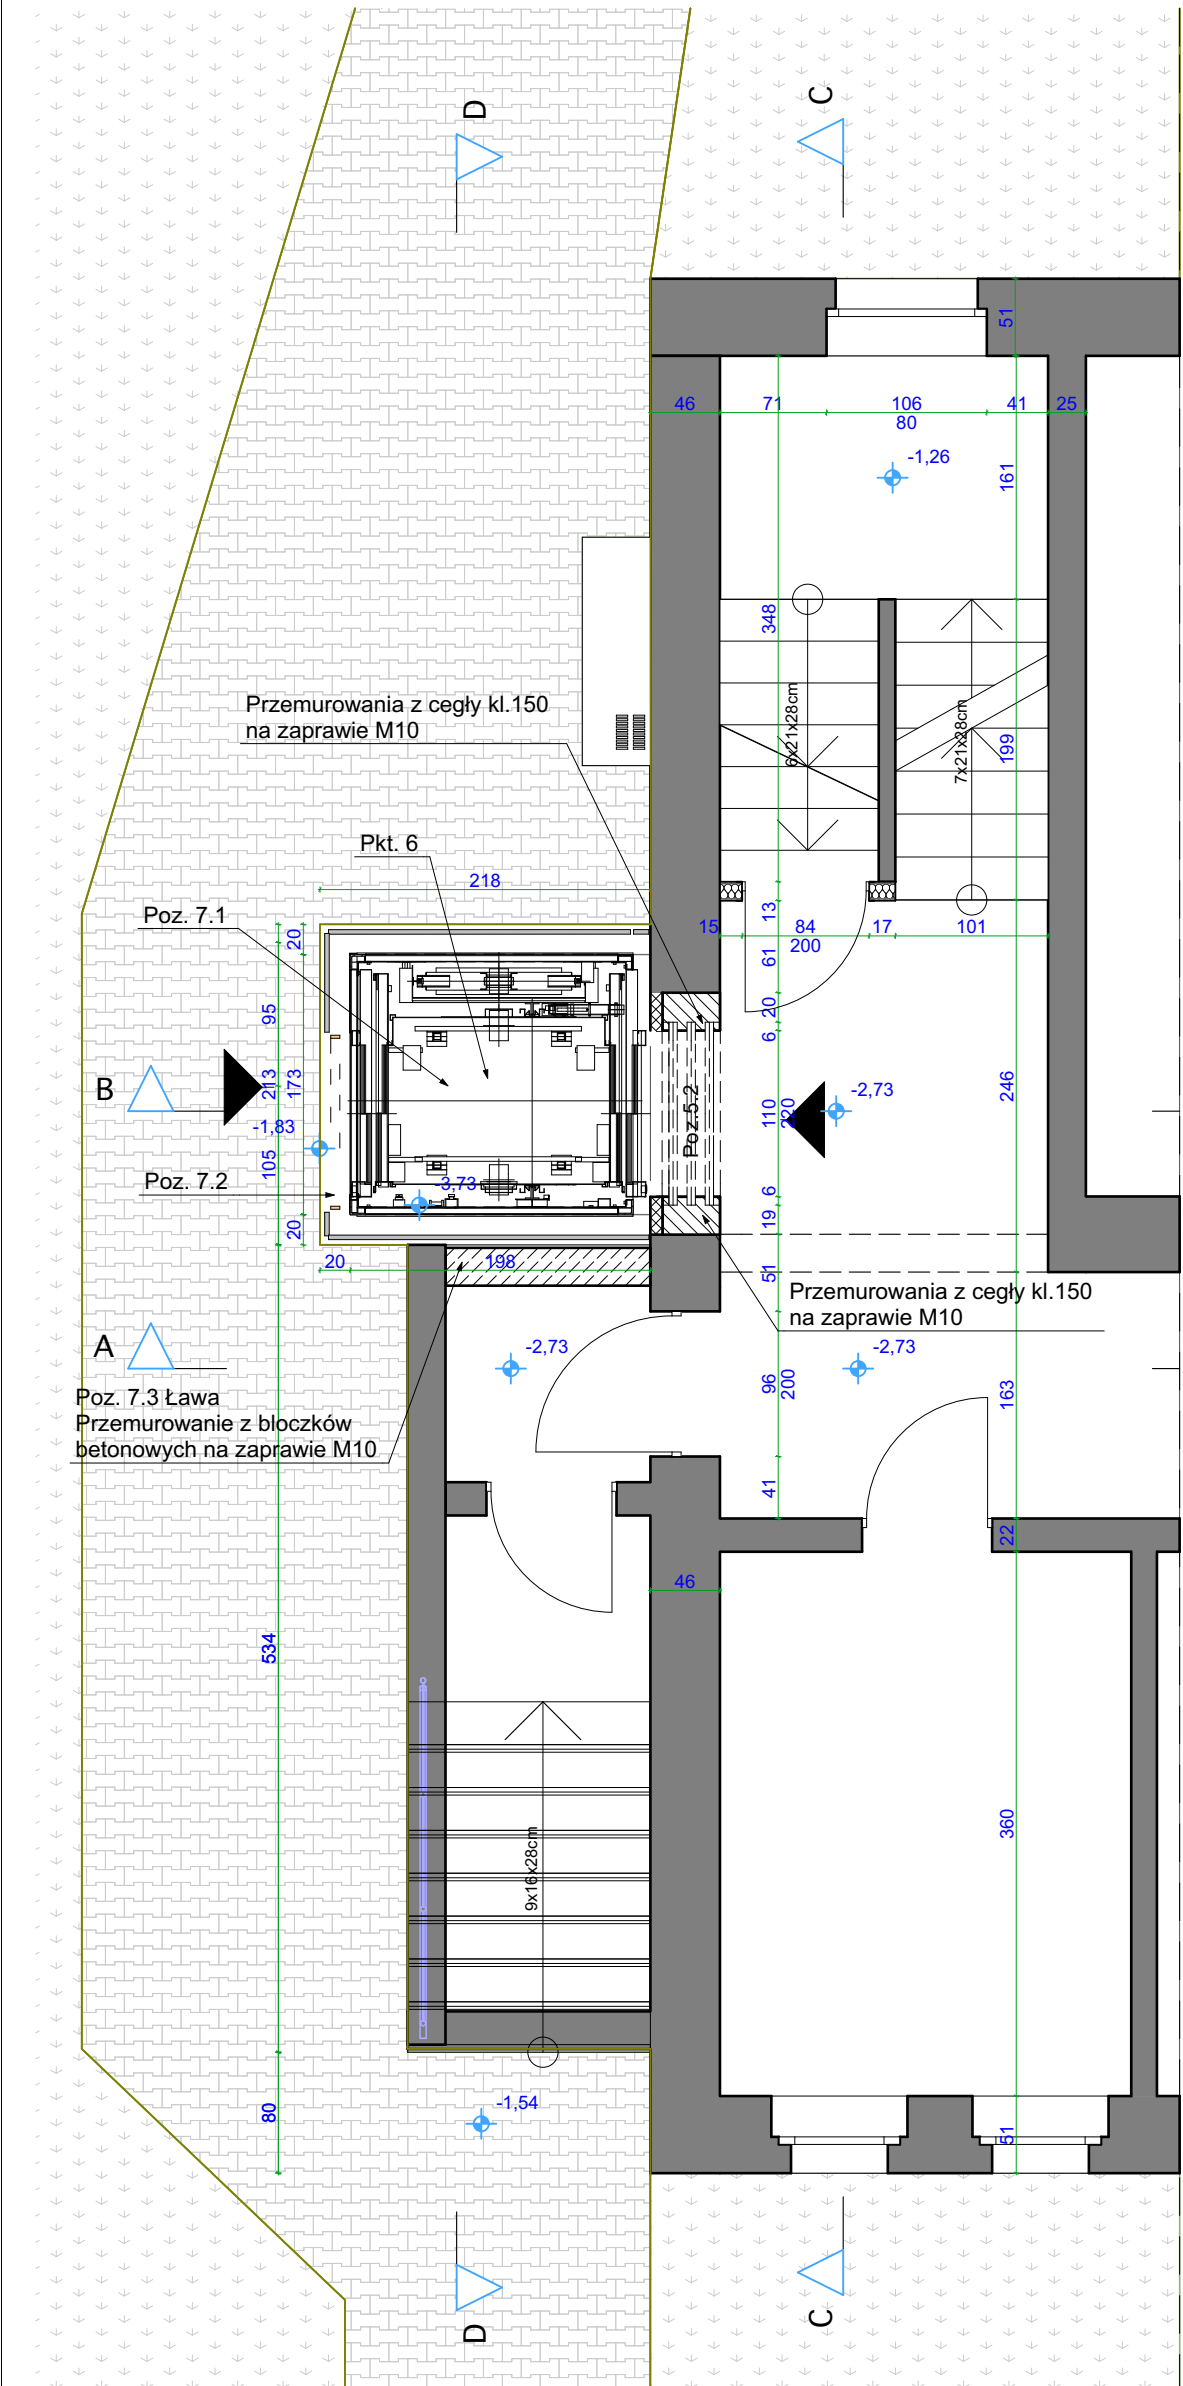 D
C
51
46
71
106
80
41
25
-1,26
161
348
6x21x28cm
7x21x28cm
199
Przemurowania z cegły kl.150
na zaprawie M10
Pkt. 6
218
Poz. 7.1
20
13
15
84
200
17
101
61
95
20
6
B
213
173
-1,83
110
220
-2,73
246
Poz.5.2
105
Poz. 7.2
-3,73
6
19
20
20
198
51
Przemurowania z cegły kl.150
na zaprawie M10
A
-2,73
-2,73
96
200
163
Poz. 7.3 Ława
Przemurowanie z bloczków
betonowych na zaprawie M10
41
22
46
534
360
9x16x28cm
80
-1,54
51
D
C